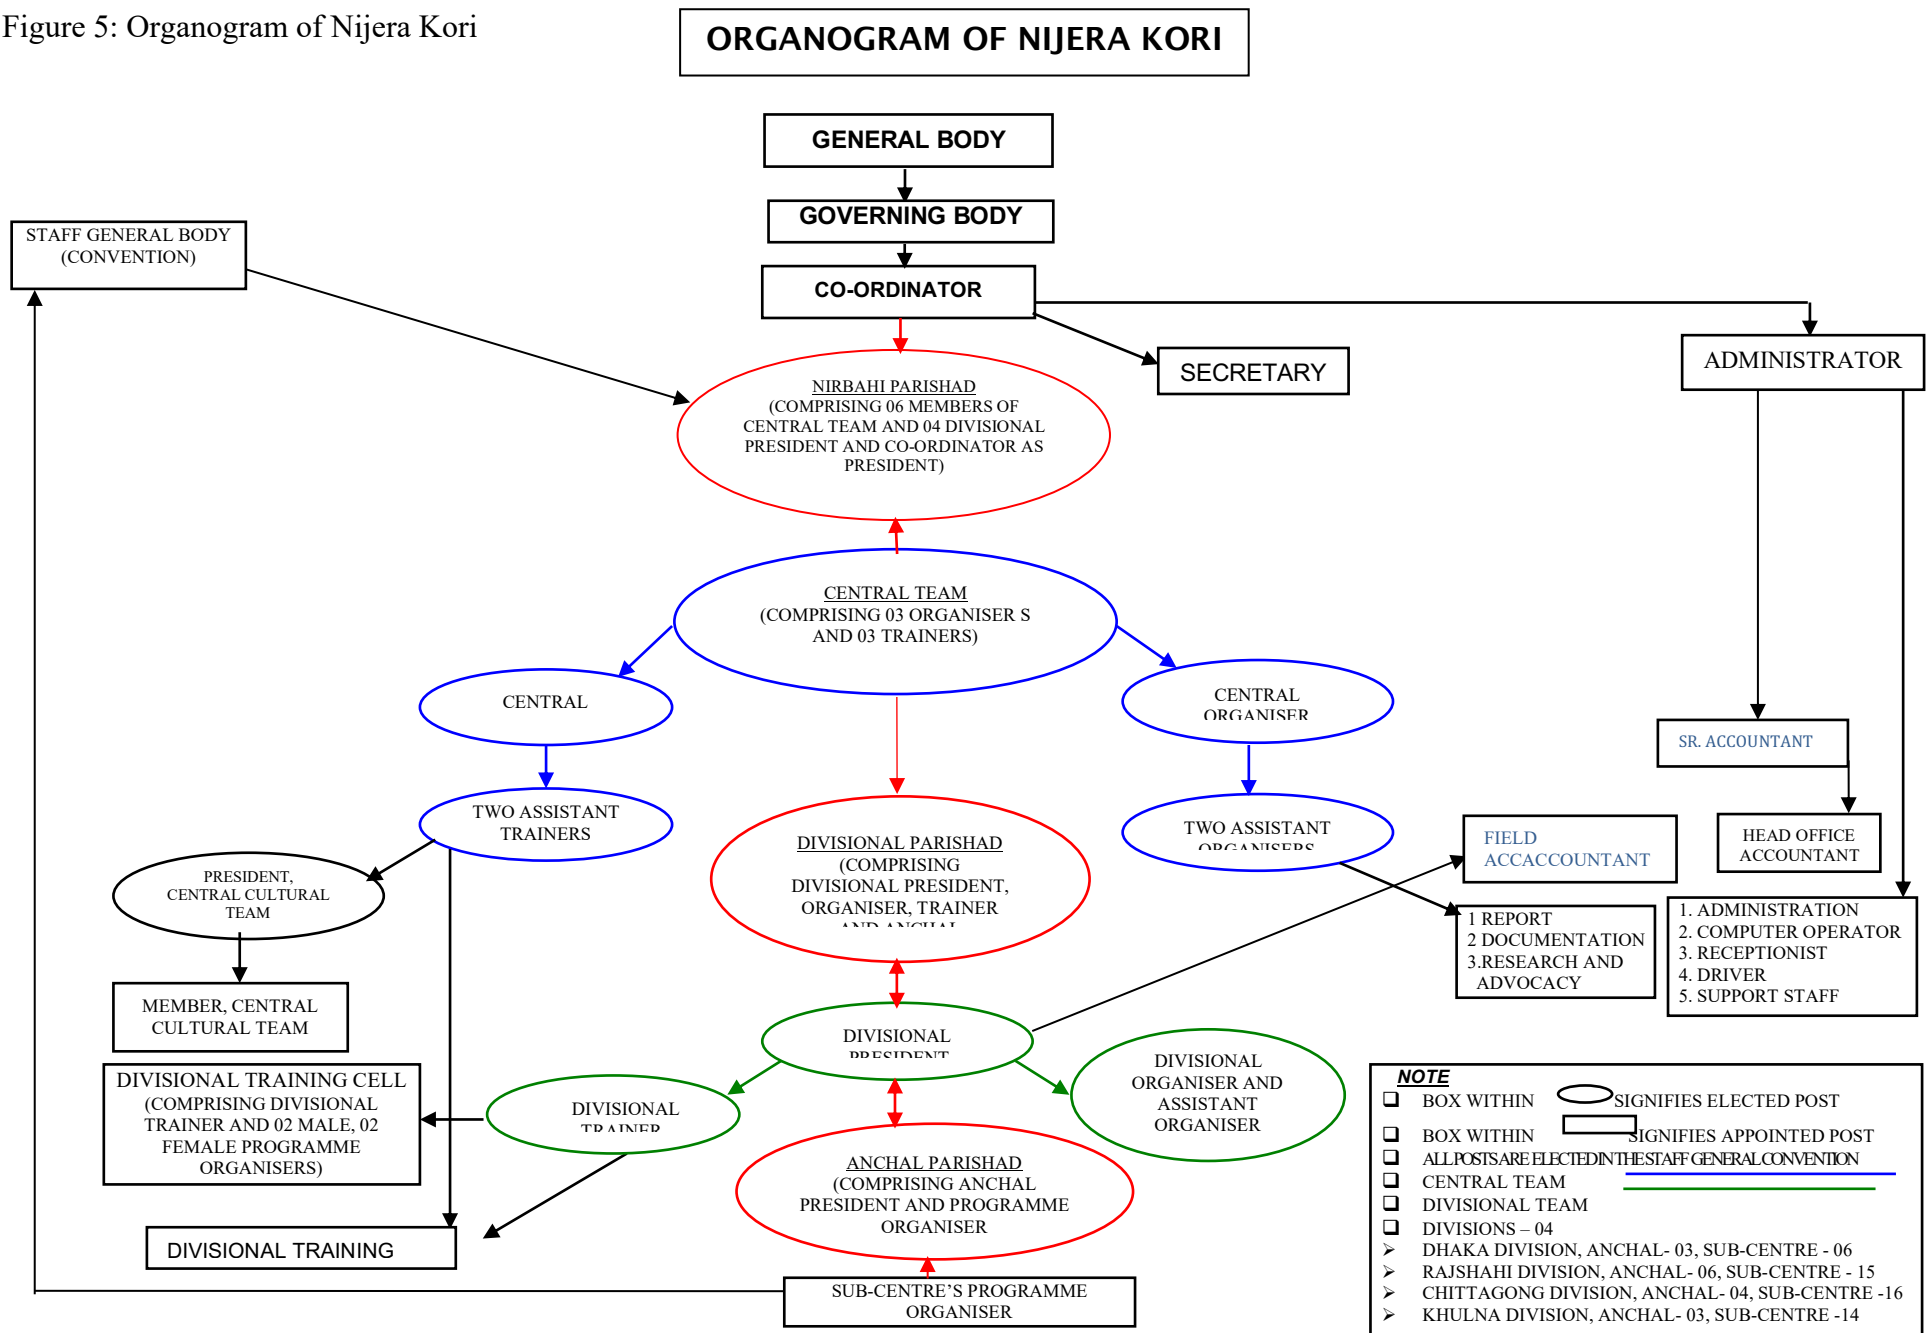 Figure 5: Organogram of Nijera Kori
ORGANOGRAM OF NIJERA KORI
GENERAL BODY
GOVERNING BODY
STAFF GENERAL BODY
(CONVENTION)
CO-ORDINATOR
SECRETARY
ADMINISTRATOR
NIRBAHI PARISHAD
(COMPRISING 06 MEMBERS OF
CENTRAL TEAM AND 04 DIVISIONAL
PRESIDENT AND CO-ORDINATOR AS
PRESIDENT)
CENTRAL TEAM
(COMPRISING 03 ORGANISER S
AND 03 TRAINERS)
CENTRAL
CENTRAL
ORGANISER
SR. ACCOUNTANT
TWO ASSISTANT
TRAINERS
TWO ASSISTANT
ORGANISERS
FIELD
ACCACCOUNTANT
HEAD OFFICE
ACCOUNTANT
DIVISIONAL PARISHAD
(COMPRISING
DIVISIONAL PRESIDENT,
ORGANISER, TRAINER
AND ANCHAL
PRESIDENT,
CENTRAL CULTURAL
TEAM
1 REPORT
2 DOCUMENTATION
3.RESEARCH AND
ADVOCACY
1. ADMINISTRATION
2. COMPUTER OPERATOR
3. RECEPTIONIST
4. DRIVER
5. SUPPORT STAFF
MEMBER, CENTRAL
CULTURAL TEAM
DIVISIONAL
PRESIDENT
DIVISIONAL
ORGANISER AND
ASSISTANT
ORGANISER
DIVISIONAL TRAINING CELL
(COMPRISING DIVISIONAL
TRAINER AND 02 MALE, 02
FEMALE PROGRAMME
ORGANISERS)
DIVISIONAL
TRAINER
ANCHAL PARISHAD
(COMPRISING ANCHAL
PRESIDENT AND PROGRAMME
ORGANISER
DIVISIONAL TRAINING
SUB-CENTRE'S PROGRAMME
ORGANISER
NOTE
❑ BOX WITHIN SIGNIFIES ELECTED POST
❑ BOX WITHIN SIGNIFIES APPOINTED POST
❑ ALL POSTS ARE ELECTED IN THE STAFF GENERAL CONVENTION
❑ CENTRAL TEAM
❑ DIVISIONAL TEAM
❑ DIVISIONS – 04
➢ DHAKA DIVISION, ANCHAL- 03, SUB-CENTRE - 06
➢ RAJSHAHI DIVISION, ANCHAL- 06, SUB-CENTRE - 15
➢ CHITTAGONG DIVISION, ANCHAL- 04, SUB-CENTRE -16
➢ KHULNA DIVISION, ANCHAL- 03, SUB-CENTRE -14